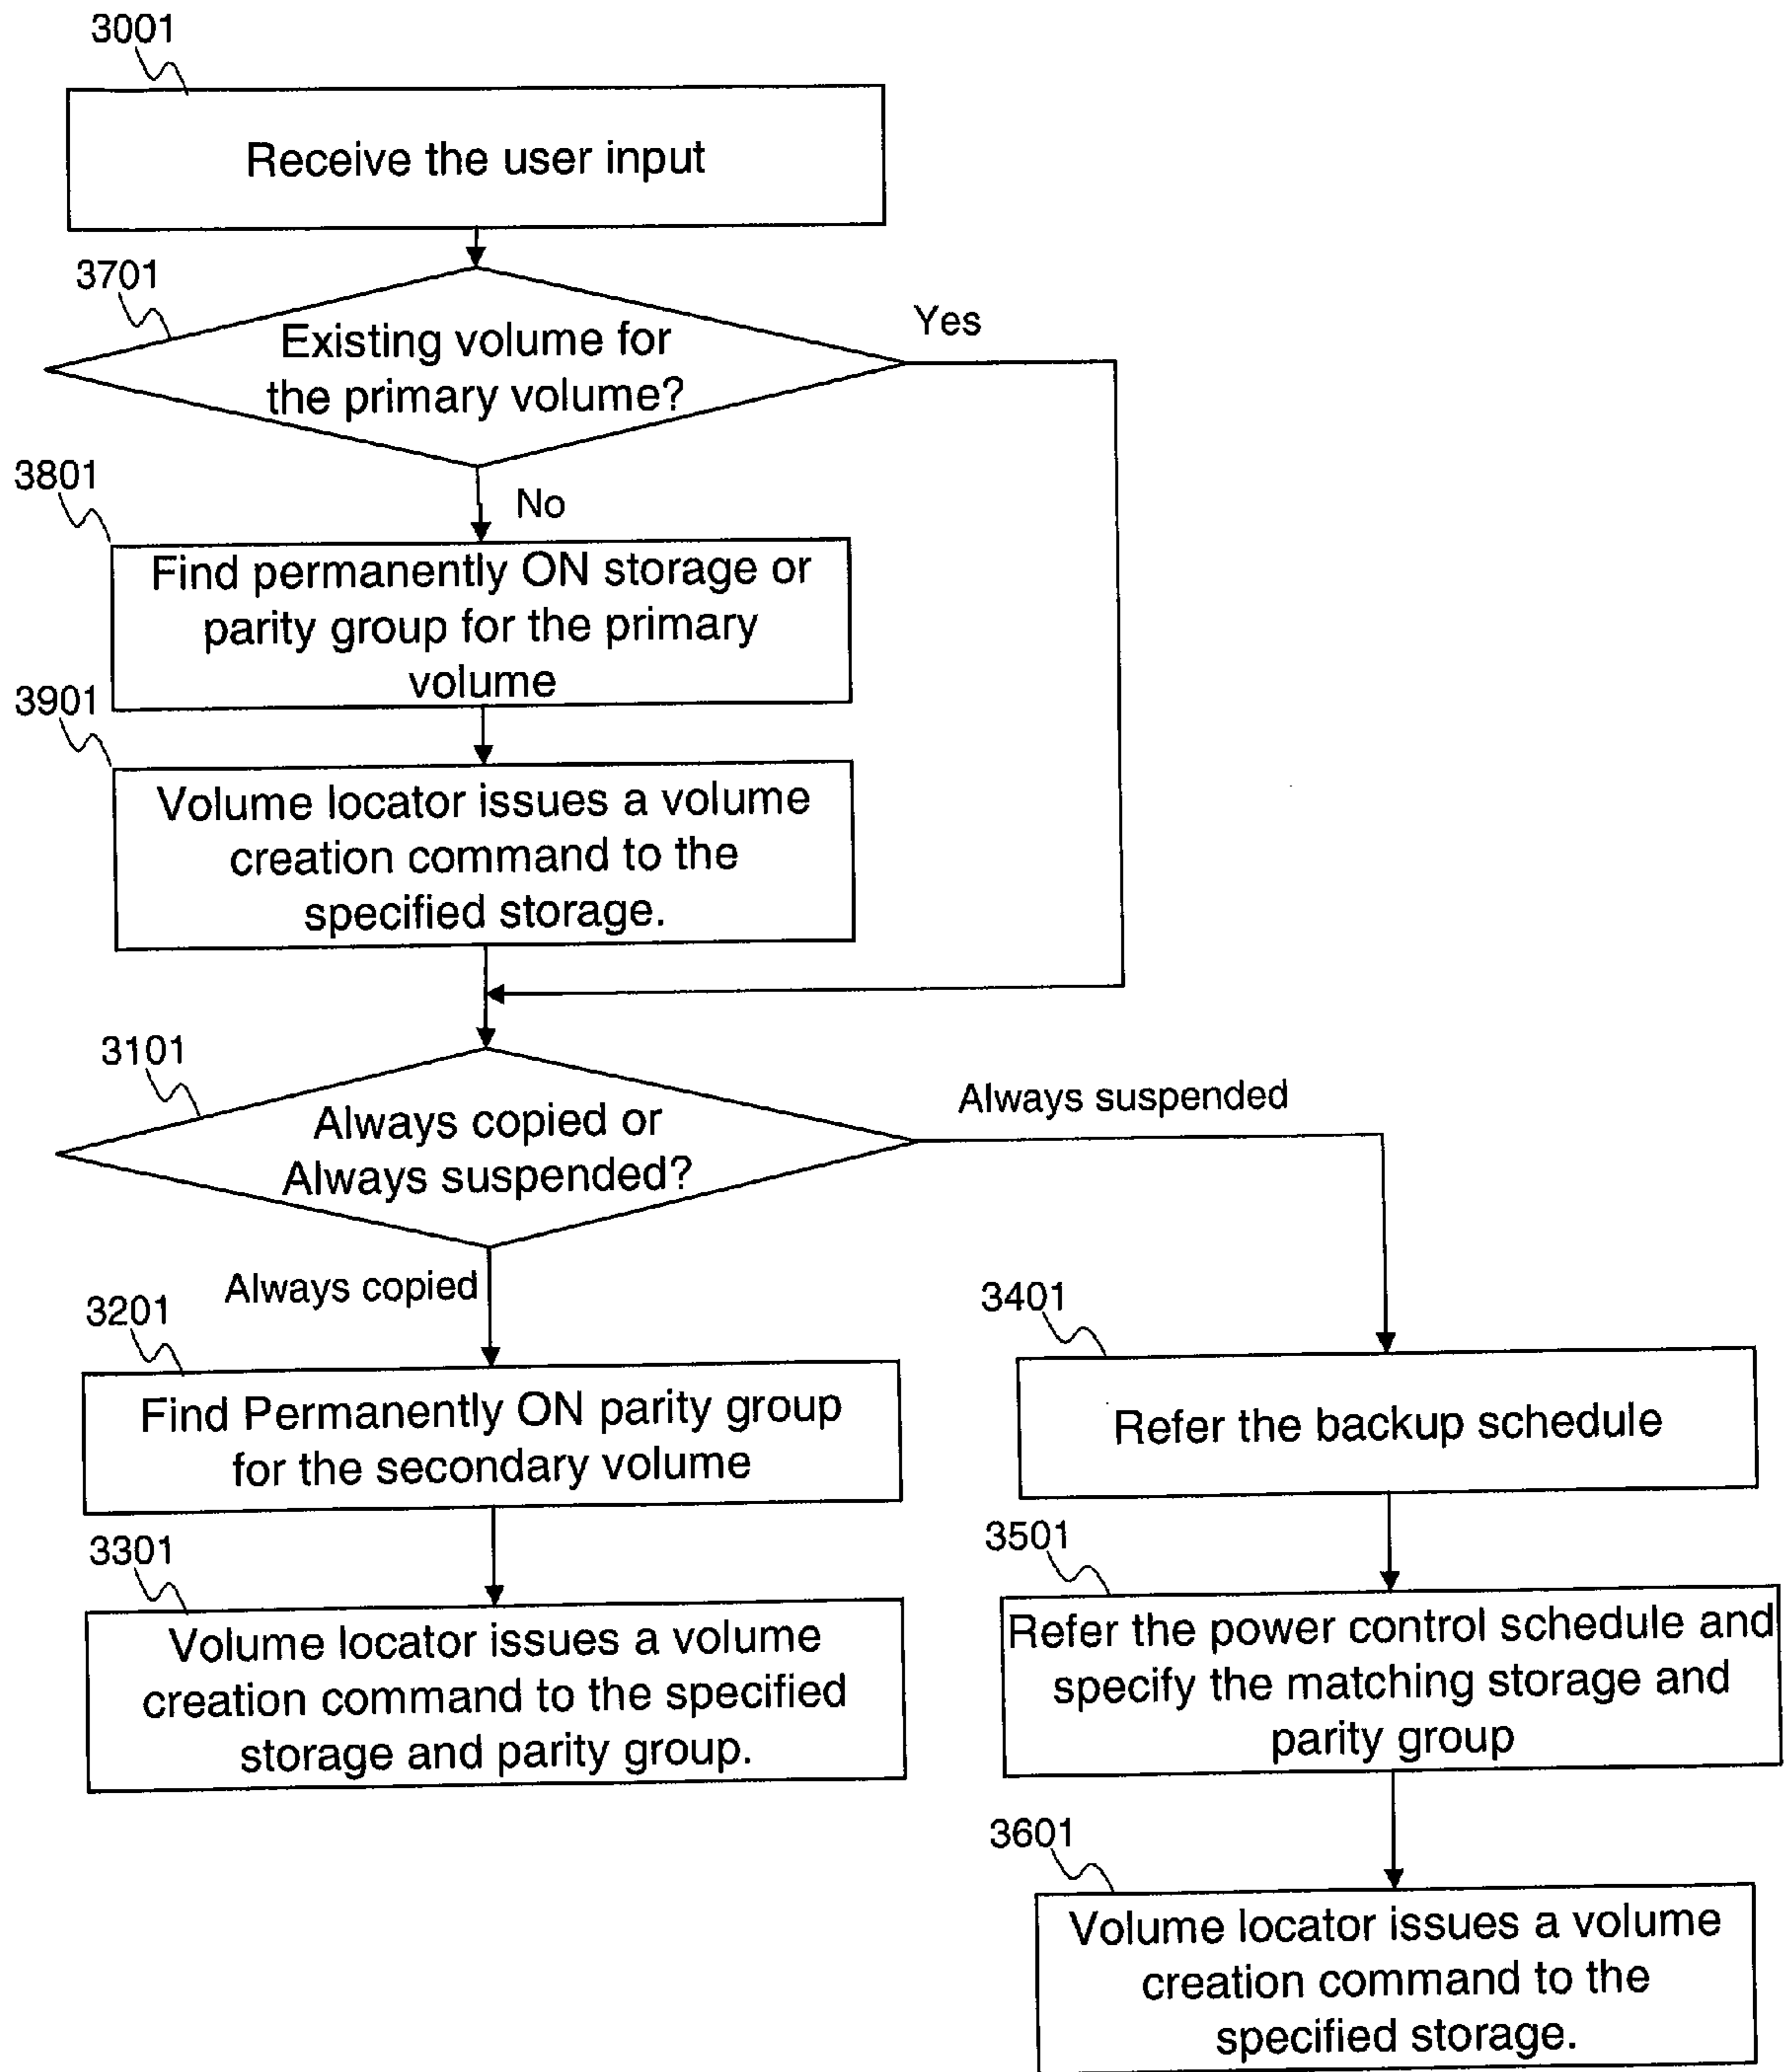 3001
Receive the user input
3701
Existing volume for
the primary volume?
Yes
No
3801
Find permanently ON storage or
parity group for the primary
volume
3901
Volume locator issues a volume
creation command to the
specified storage.
3101
Always copied or
Always suspended?
Always suspended
Always copied
3201
Find Permanently ON parity group
for the secondary volume
3301
Volume locator issues a volume
creation command to the specified
storage and parity group.
3401
Refer the backup schedule
3501
Refer the power control schedule and
specify the matching storage and
parity group
3601
Volume locator issues a volume
creation command to the
specified storage.